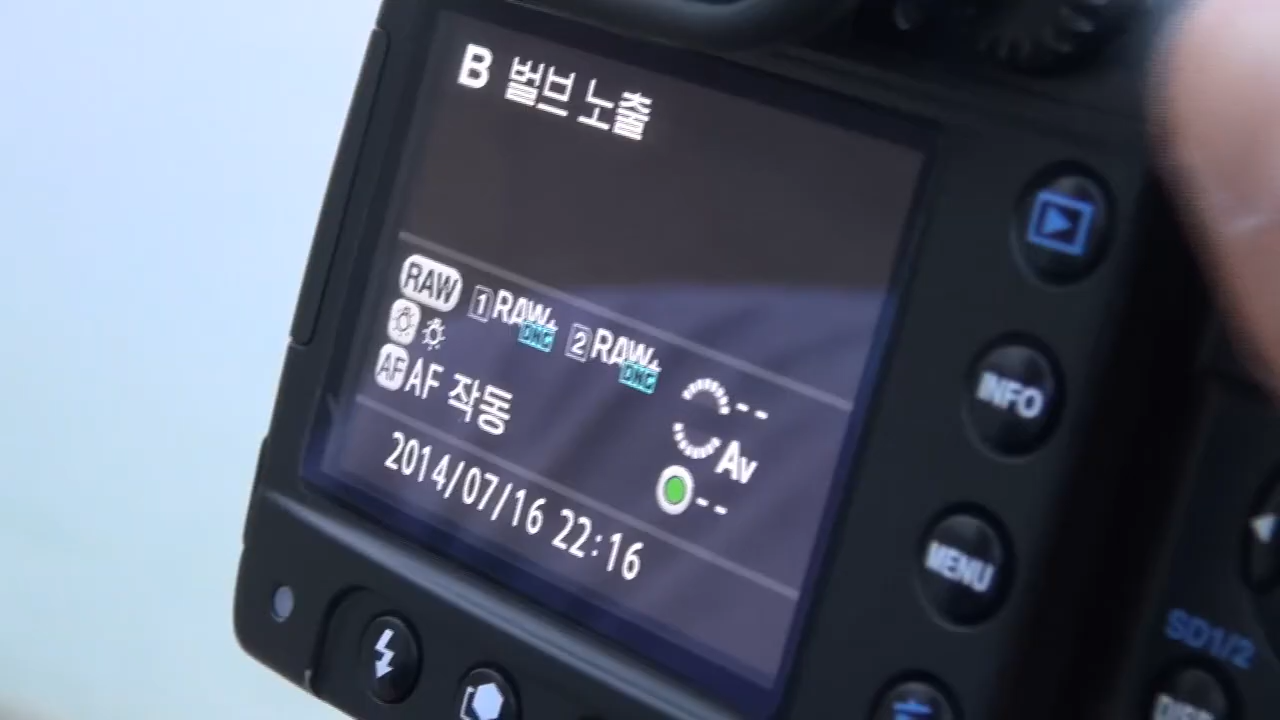 B 벌브 노출
RAW 1 RAW+ DNG 2 RAW+ DNG
--
AF AF 작동
Av
--
2014/07/16 22:16
INFO
MENU
SD1/2